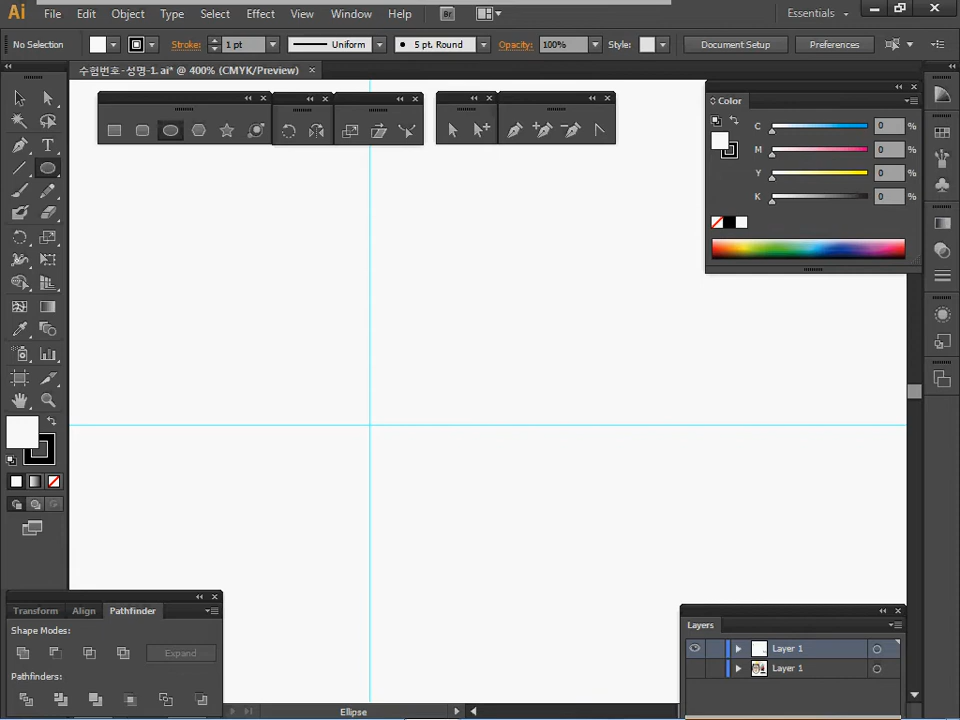 Ai File Edit Object Type Select Effect View Window Help Br Essentials
No Selection Stroke: 1 pt Uniform 5 pt. Round Opacity: 100% Style: Document Setup Preferences
수험번호-성명-1.ai* @ 400% (CMYK/Preview)
Color
C 0 %
M 0 %
Y 0 %
K 0 %
Transform Align Pathfinder
Shape Modes:
Expand
Pathfinders:
Layers
Layer 1
Layer 1
Ellipse